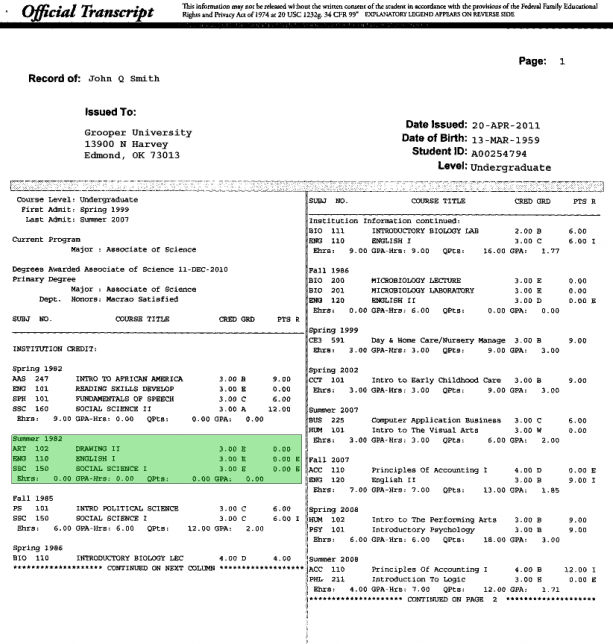 Official Transcript
This information may not be released without the written consent of the student in accordance with the provisions of the Federal Family Educational
Rights and Privacy Act of 1974 at 20 USC 1232g. 34 CFR 99" EXPLANATORY LEGEND APPEARS ON REVERSE SIDE
Page: 1
Record of: John Q Smith
Issued To:
Grooper University
13900 N Harvey
Edmond, OK 73013
Date Issued: 20-APR-2011
Date of Birth: 13-MAR-1959
Student ID: A00254794
Level: Undergraduate
Course Level: Undergraduate
First Admit: Spring 1999
Last Admit: Summer 2007
Current Program
Major : Associate of Science
Degrees Awarded Associate of Science 11-DEC-2010
Primary Degree
Major : Associate of Science
Dept. Honors: Macrao Satisfied
SUBJ NO. COURSE TITLE CRED GRD PTS R
INSTITUTION CREDIT:
Spring 1982
AAS 247 INTRO TO AFRICAN AMERICA 3.00 B 9.00
ENG 101 READING SKILLS DEVELOP 3.00 E 0.00
SPH 101 FUNDAMENTALS OF SPEECH 3.00 C 6.00
SSC 160 SOCIAL SCIENCE II 3.00 A 12.00
Ehrs: 9.00 GPA-Hrs: 0.00 QPts: 0.00 GPA: 0.00
Summer 1982
ART 102 DRAWING II 3.00 E 0.00
ENG 110 ENGLISH I 3.00 E 0.00 E
SSC 150 SOCIAL SCIENCE I 3.00 E 0.00 E
Ehrs: 0.00 GPA-Hrs: 0.00 QPts: 0.00 GPA: 0.00
Fall 1985
PS 101 INTRO POLITICAL SCIENCE 3.00 C 6.00
SSC 150 SOCIAL SCIENCE I 3.00 C 6.00 I
Ehrs: 6.00 GPA-Hrs: 6.00 QPts: 12.00 GPA: 2.00
Spring 1986
BIO 110 INTRODUCTORY BIOLOGY LEC 4.00 D 4.00
******************** CONTINUED ON NEXT COLUMN *******************
SUBJ NO. COURSE TITLE CRED GRD PTS R
Institution Information continued:
BIO 111 INTRODUCTORY BIOLOGY LAB 2.00 B 6.00
ENG 110 ENGLISH I 3.00 C 6.00 I
Ehrs: 9.00 GPA-Hrs: 9.00 QPts: 16.00 GPA: 1.77
Fall 1986
BIO 200 MICROBIOLOGY LECTURE 3.00 E 0.00
BIO 201 MICROBIOLOGY LABORATORY 3.00 E 0.00
ENG 120 ENGLISH II 3.00 D 0.00 E
Ehrs: 0.00 GPA-Hrs: 6.00 QPts: 0.00 GPA: 0.00
Spring 1999
CE3 591 Day & Home Care/Nursery Manage 3.00 B 9.00
Ehrs: 3.00 GPA-Hrs: 3.00 QPts: 9.00 GPA: 3.00
Spring 2002
CCT 101 Intro to Early Childhood Care 3.00 B 9.00
Ehrs: 3.00 GPA-Hrs: 3.00 QPts: 9.00 GPA: 3.00
Summer 2007
BUS 225 Computer Application Business 3.00 C 6.00
HUM 101 Intro to The Visual Arts 3.00 W 0.00
Ehrs: 3.00 GPA-Hrs: 3.00 QPts: 6.00 GPA: 2.00
Fall 2007
ACC 110 Principles Of Accounting I 4.00 D 0.00 E
ENG 120 English II 3.00 B 9.00 I
Ehrs: 7.00 GPA-Hrs: 7.00 QPts: 13.00 GPA: 1.85
Spring 2008
HUM 102 Intro to The Performing Arts 3.00 B 9.00
PSY 101 Introductory Psychology 3.00 B 9.00
Ehrs: 6.00 GPA-Hrs: 6.00 QPts: 18.00 GPA: 3.00
Summer 2008
ACC 110 Principles Of Accounting I 4.00 B 12.00 I
PHL 211 Introduction To Logic 3.00 E 0.00 E
Ehrs: 4.00 GPA-Hrs: 7.00 QPts: 12.00 GPA: 1.71
******************** CONTINUED ON PAGE 2 *******************